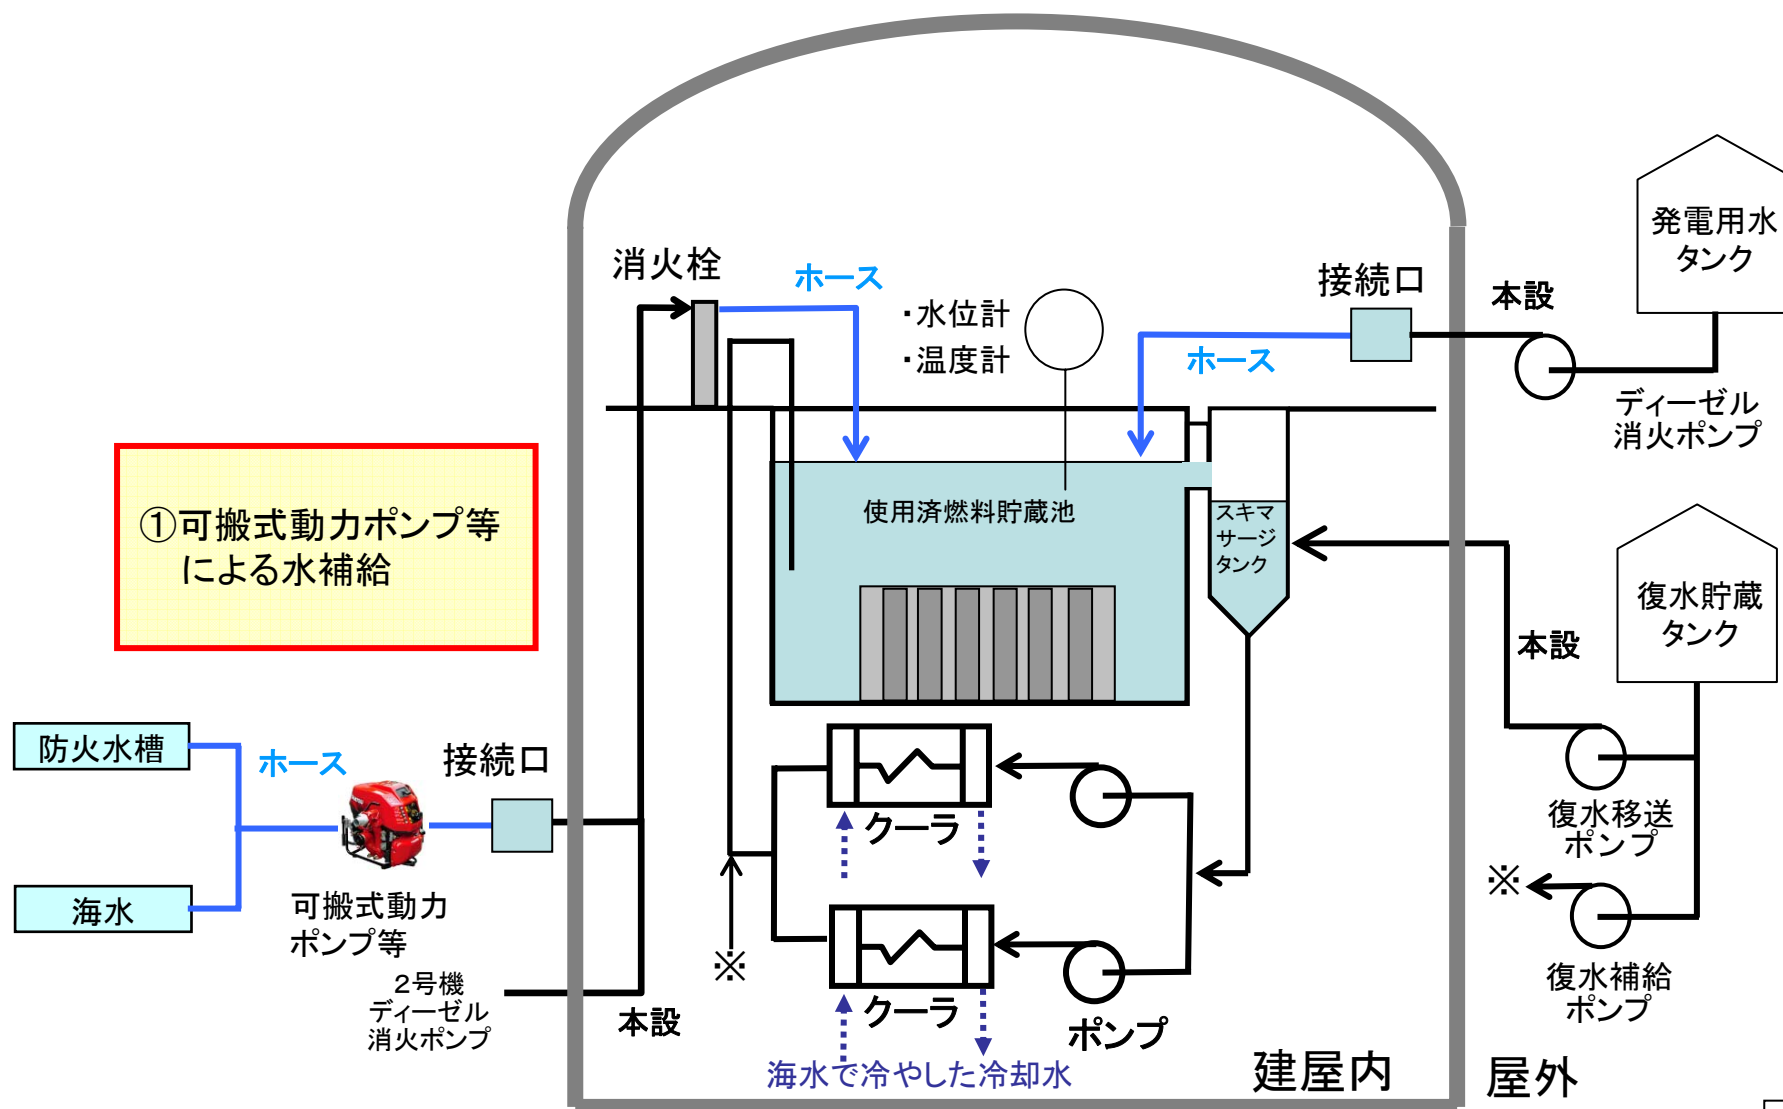 発電用水
タンク
消火栓
ホース
・水位計
・温度計
接続口
本設
ホース
ディーゼル
消火ポンプ
①可搬式動力ポンプ等
による水補給
使用済燃料貯蔵池
スキマ
サージ
タンク
復水貯蔵
タンク
本設
防火水槽
ホース
接続口
クーラ
復水移送
ポンプ
※
海水
可搬式動力
ポンプ等
※
2号機
ディーゼル
消火ポンプ
本設
クーラ
ポンプ
復水補給
ポンプ
海水で冷やした冷却水
建屋内
屋外